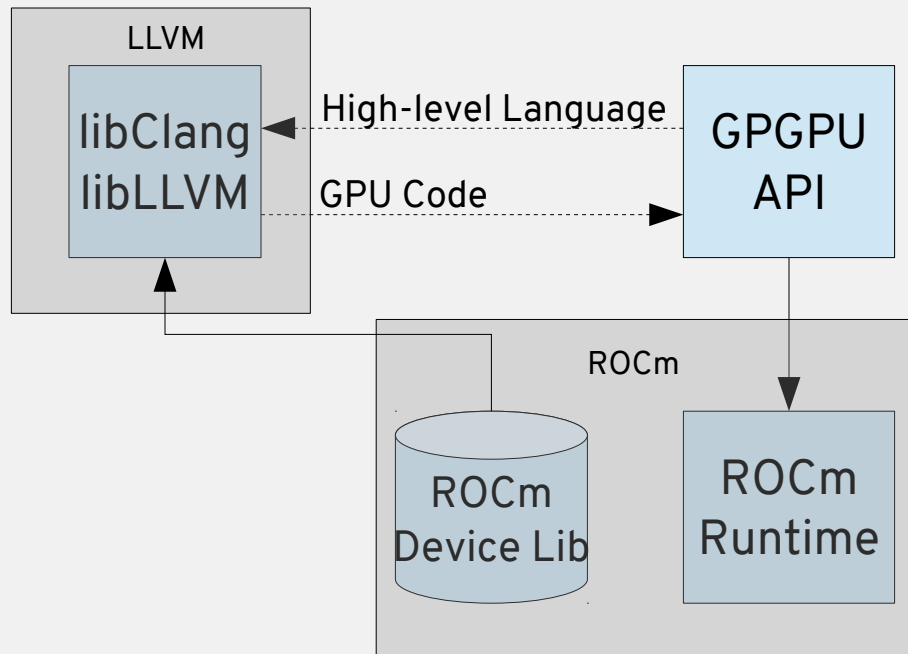 LLVM
libClang
libLLVM
High-level Language
GPU Code
GPGPU
API
ROCm
ROCm
Device Lib
ROCm
Runtime